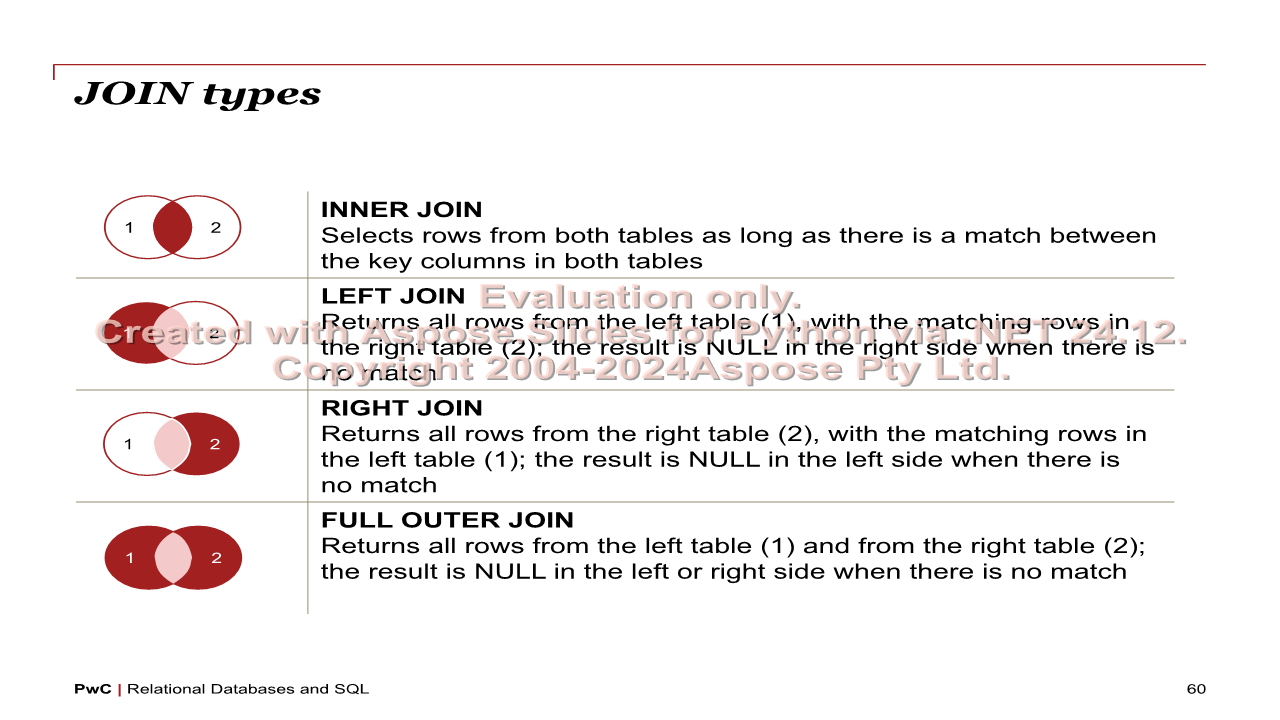 JOIN types
1 2
INNER JOIN
Selects rows from both tables as long as there is a match between
the key columns in both tables
1 2
LEFT JOIN
Returns all rows from the left table (1), with the matching rows in
the right table (2); the result is NULL in the right side when there is
no match
Evaluation only.
Created with Aspose.Slides for Python via .NET 24.12.
Copyright 2004-2024Aspose Pty Ltd.
1 2
RIGHT JOIN
Returns all rows from the right table (2), with the matching rows in
the left table (1); the result is NULL in the left side when there is
no match
1 2
FULL OUTER JOIN
Returns all rows from the left table (1) and from the right table (2);
the result is NULL in the left or right side when there is no match
PwC | Relational Databases and SQL
60